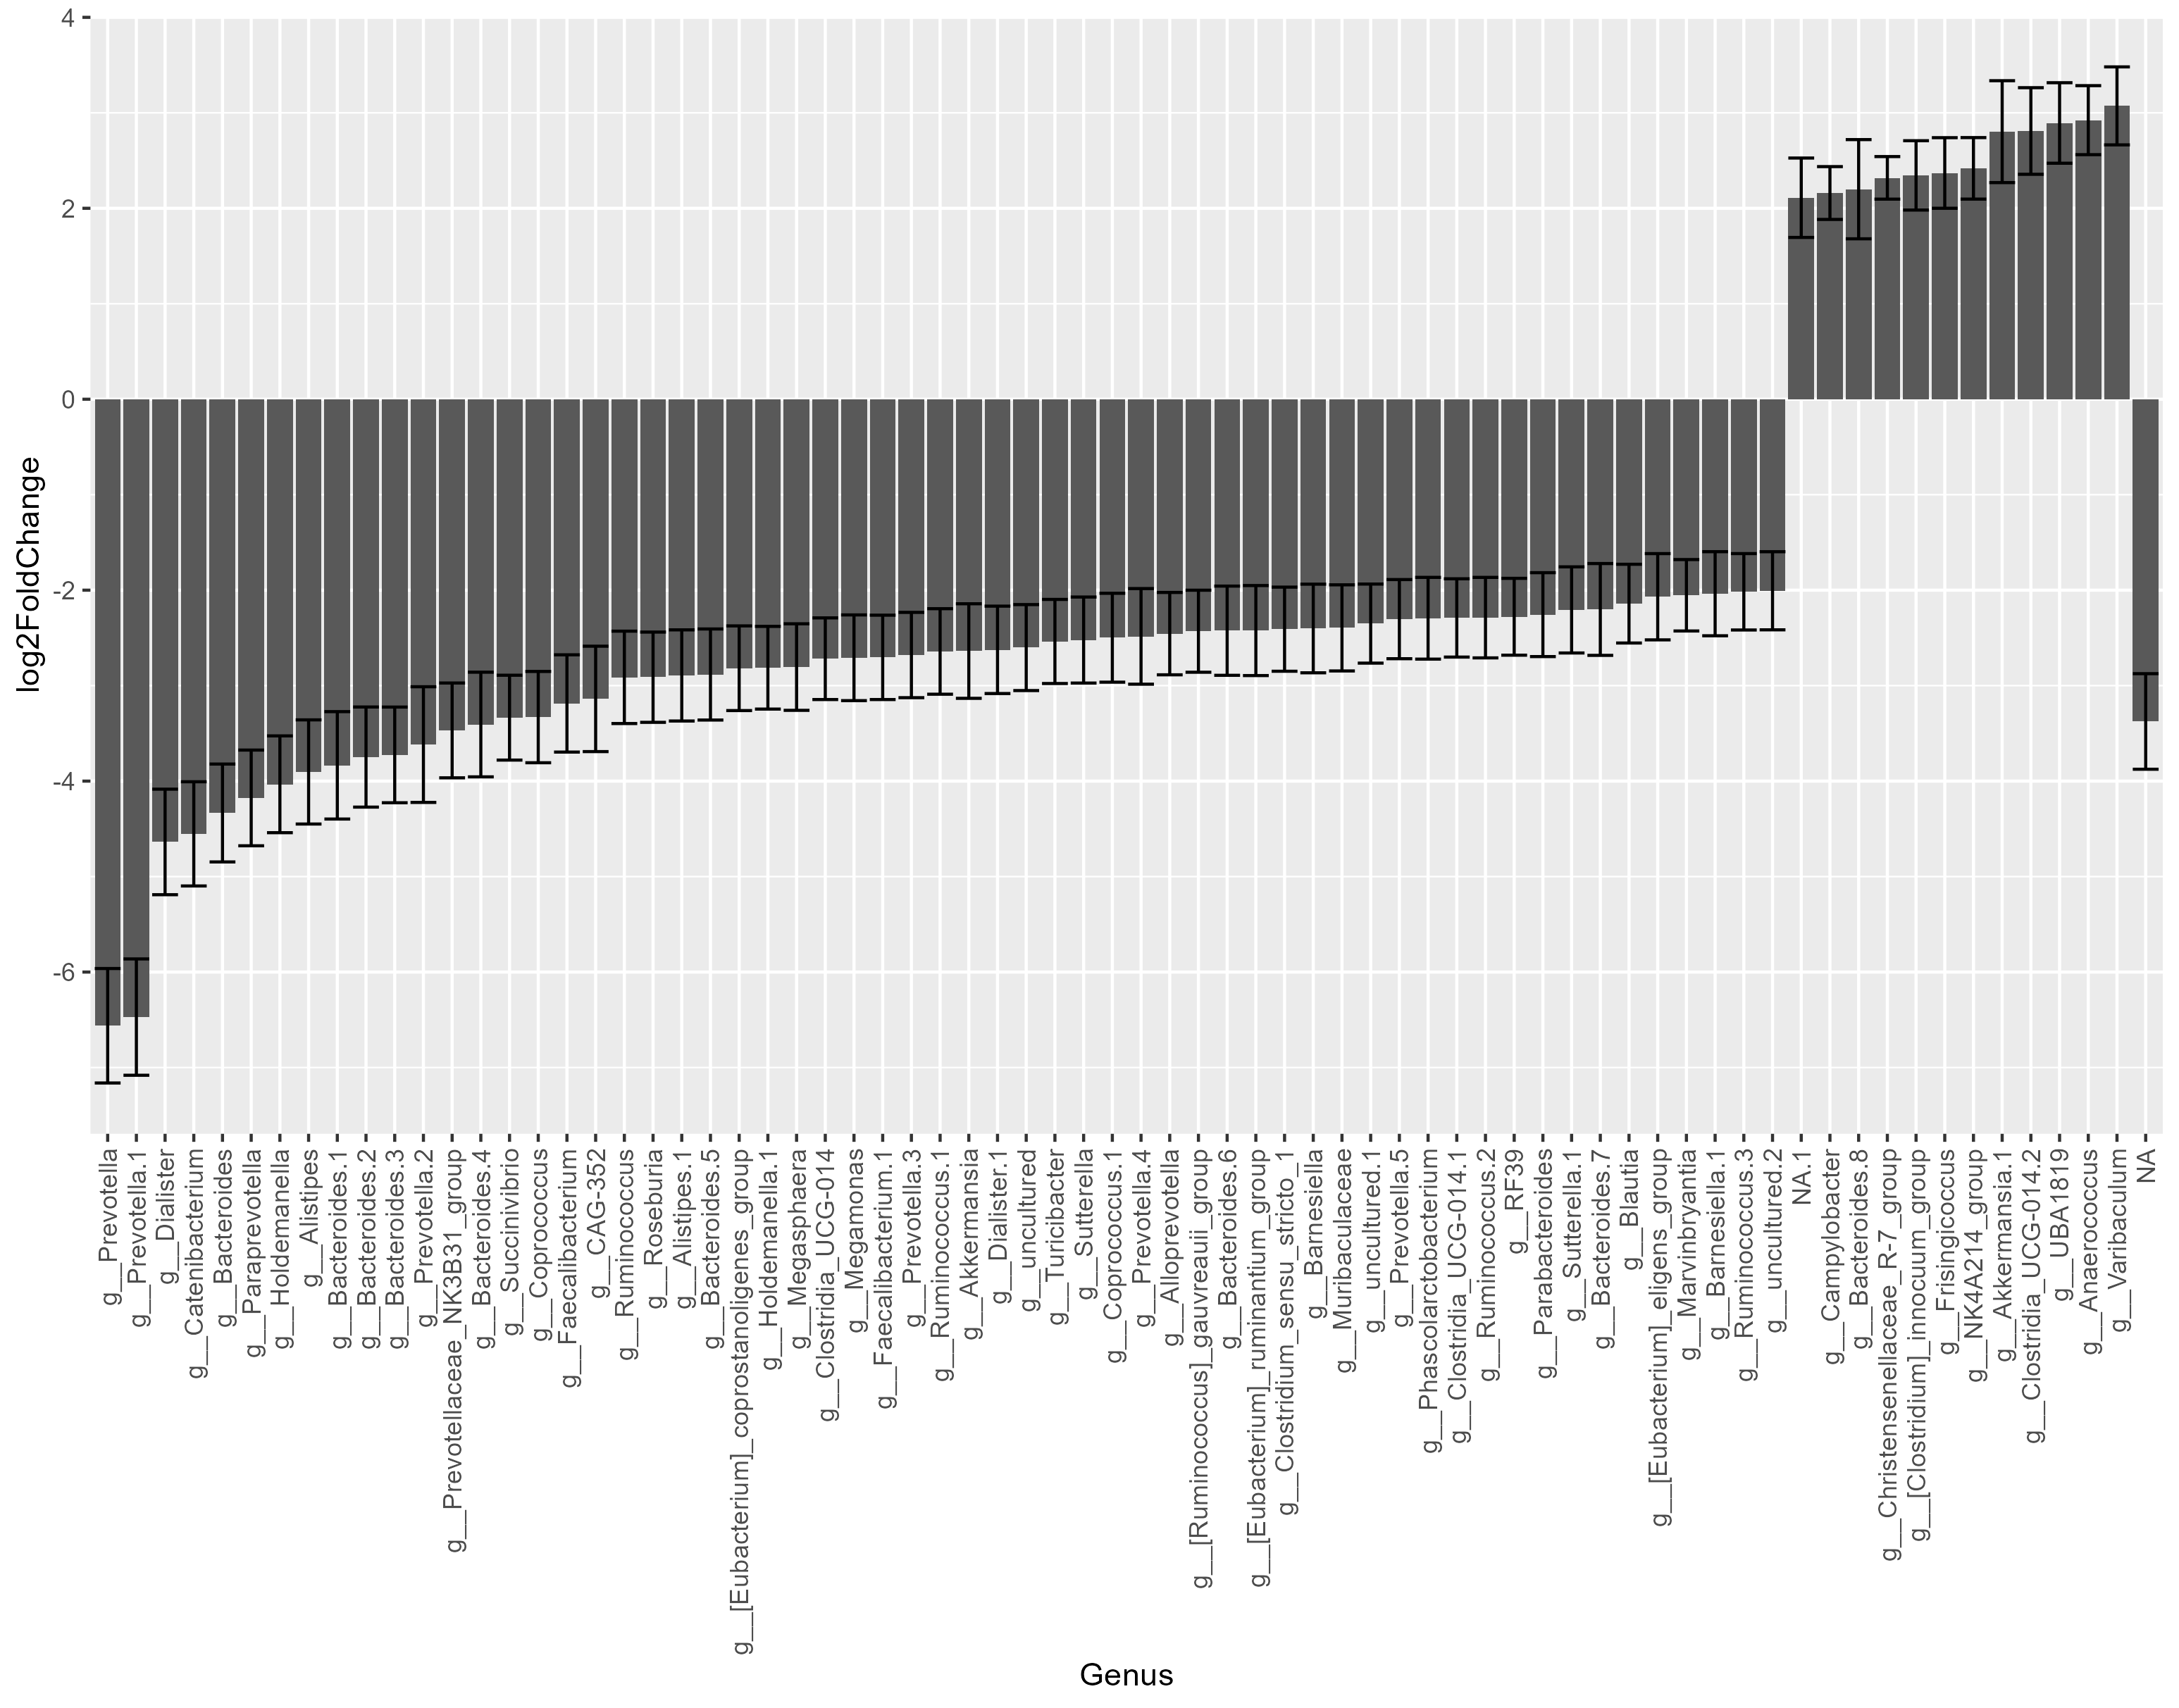 4
2
0
-2
-4
-6
log2FoldChange
g__Prevotella
g__Prevotella.1
g__Dialister
g__Catenibacterium
g__Bacteroides
g__Paraprevotella
g__Holdemanella
g__Alistipes
g__Bacteroides.1
g__Bacteroides.2
g__Bacteroides.3
g__Prevotella.2
g__Prevotellaceae_NK3B31_group
g__Bacteroides.4
g__Succinivibrio
g__Coprococcus
g__Faecalibacterium
g__CAG-352
g__Ruminococcus
g__Roseburia
g__Alistipes.1
g__Bacteroides.5
g__[Eubacterium]_coprostanoligenes_group
g__Holdemanella.1
g__Megasphaera
g__Clostridia_UCG-014
g__Megamonas
g__Faecalibacterium.1
g__Prevotella.3
g__Ruminococcus.1
g__Akkermansia
g__Dialister.1
g__uncultured
g__Turicibacter
g__Sutterella
g__Coprococcus.1
g__Prevotella.4
g__Alloprevotella
g__[Ruminococcus]_gauvreauii_group
g__Bacteroides.6
g__[Eubacterium]_ruminantium_group
g__Clostridium_sensu_stricto_1
g__Barnesiella
g__Muribaculaceae
g__uncultured.1
g__Prevotella.5
g__Phascolarctobacterium
g__Clostridia_UCG-014.1
g__Ruminococcus.2
g__RF39
g__Parabacteroides
g__Sutterella.1
g__Bacteroides.7
g__Blautia
g__[Eubacterium]_eligens_group
g__Marvinbryantia
g__Barnesiella.1
g__Ruminococcus.3
g__uncultured.2
NA.1
g__Campylobacter
g__Bacteroides.8
g__Christensenellaceae_R-7_group
g__[Clostridium]_innocuum_group
g__Frisingicoccus
g__NK4A214_group
g__Akkermansia.1
g__Clostridia_UCG-014.2
g__UBA1819
g__Anaerococcus
g__Varibaculum
NA
Genus